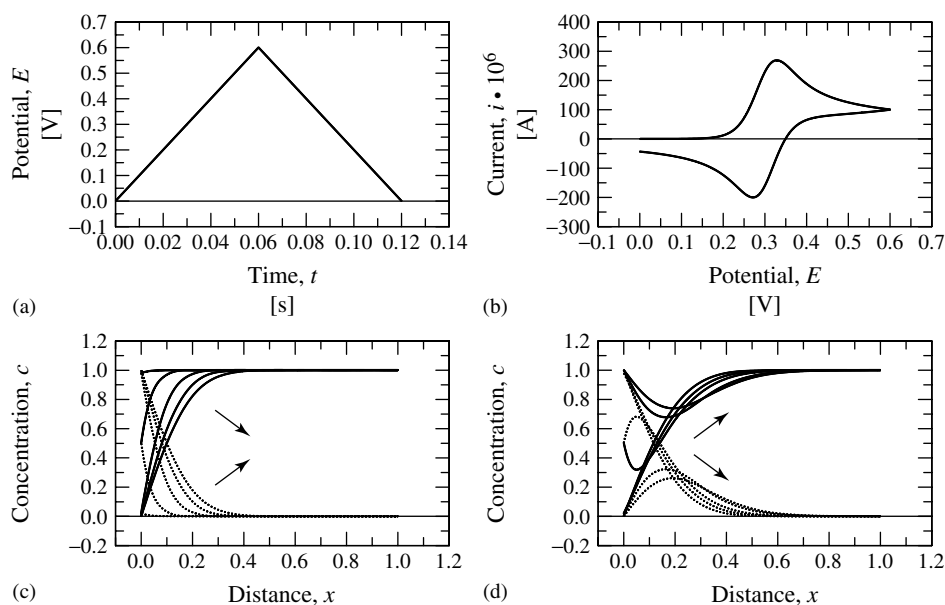 0.7
0.6
0.5
0.4
0.3
0.2
0.1
0.0
−0.1
Potential, E
[V]
0.00 0.02 0.04 0.06 0.08 0.10 0.12 0.14
Time, t
[s]
(a)
400
300
200
100
0
−100
−200
−300
Current, i • 10⁶
[A]
−0.1 0.0 0.1 0.2 0.3 0.4 0.5 0.6 0.7
Potential, E
[V]
(b)
1.2
1.0
0.8
0.6
0.4
0.2
0.0
−0.2
Concentration, c
0.0 0.2 0.4 0.6 0.8 1.0 1.2
Distance, x
(c)
1.2
1.0
0.8
0.6
0.4
0.2
0.0
−0.2
Concentration, c
0.0 0.2 0.4 0.6 0.8 1.0 1.2
Distance, x
(d)